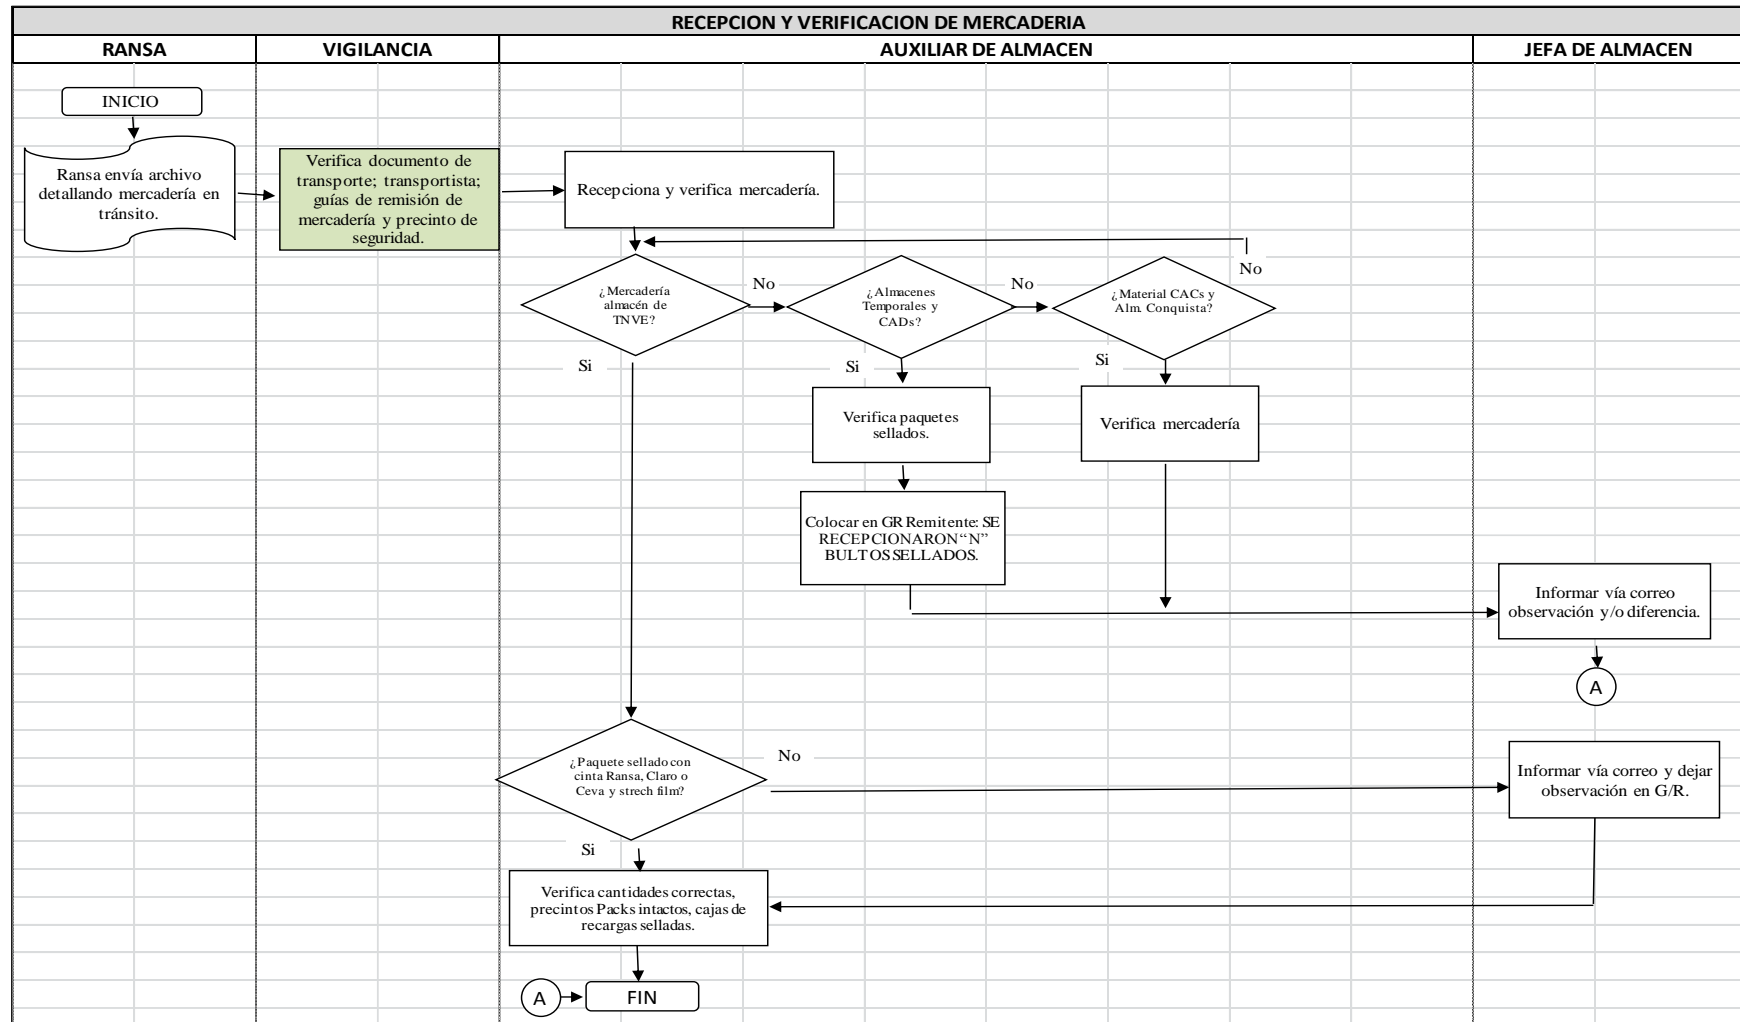 RECEPCION Y VERIFICACION DE MERCADERIA
RANSA
VIGILANCIA
AUXILIAR DE ALMACEN
JEFA DE ALMACEN
INICIO
Ransa envía archivo
detallando mercadería en
tránsito.
Verifica documento de
transporte; transportista;
guías de remisión de
mercadería y precinto de
seguridad.
Recepciona y verifica mercadería.
¿Mercadería
almacén de
TNVE?
No
¿Almacenes
Temporales y
CADs?
No
¿Material CACs y
Alm. Conquista?
No
Si
Si
Si
Verifica paquetes
sellados.
Verifica mercadería
Colocar en GR Remitente: SE
RECEPCIONARON “N”
BULTOS SELLADOS.
Informar vía correo
observación y/o diferencia.
A
¿Paquete sellado con
cinta Ransa, Claro o
Ceva y strech film?
No
Informar vía correo y dejar
observación en G/R.
Si
Verifica cantidades correctas,
precintos Packs intactos, cajas de
recargas selladas.
A
FIN